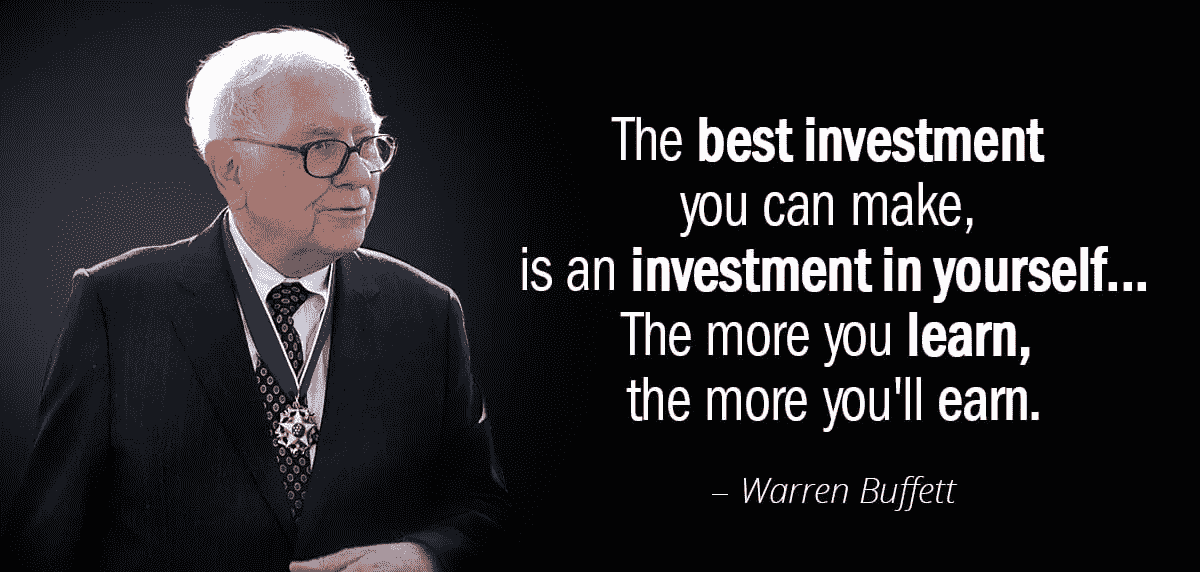 The best investment
you can make,
is an investment in yourself...
The more you learn,
the more you'll earn.
– Warren Buffett